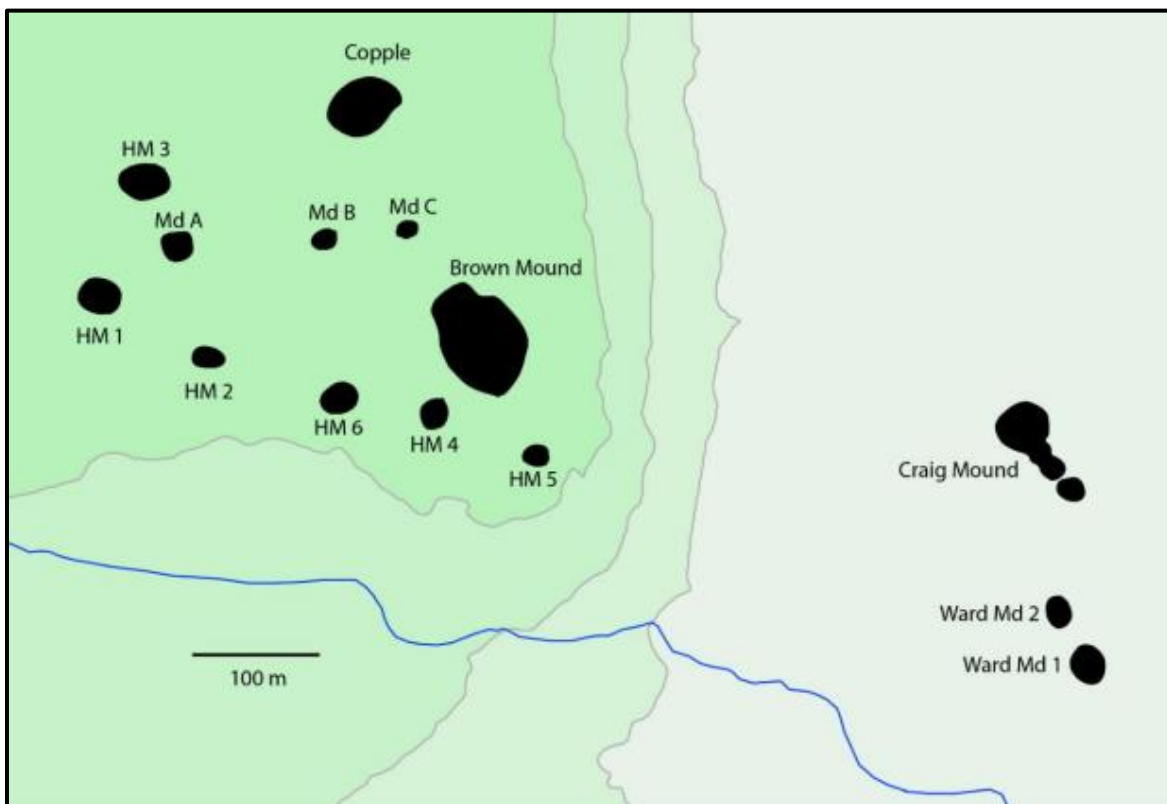 Copple
HM 3
Md A
Md B
Md C
Brown Mound
HM 1
HM 2
HM 6
HM 4
HM 5
Craig Mound
Ward Md 2
Ward Md 1
100 m